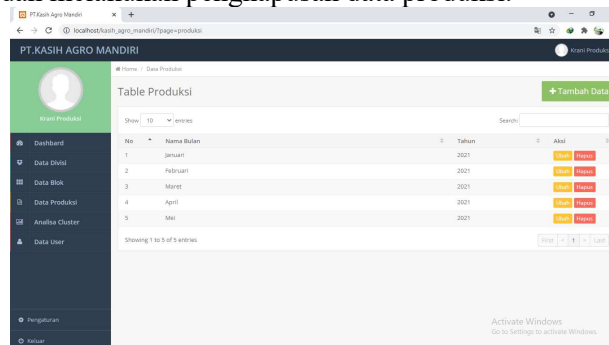 dan melakukan penghapusan data produksi.
PT.Kasih Agro Mandiri
localhost/kasih_agro_mandiri/?page=produksi
PT.KASIH AGRO MANDIRI
Krani Produksi
Home / Data Produksi
Krani Produksi
Table Produksi
+ Tambah Data
Show 10 entries
Search:
No Nama Bulan Tahun Aksi
1 Januari 2021 Ubah Hapus
2 Februari 2021 Ubah Hapus
3 Maret 2021 Ubah Hapus
4 April 2021 Ubah Hapus
5 Mei 2021 Ubah Hapus
Showing 1 to 5 of 5 entries
First < 1 > Last
Dashbard
Data Divisi
Data Blok
Data Produksi
Analisa Cluster
Data User
Pengaturan
Keluar
Activate Windows
Go to Settings to activate Windows.